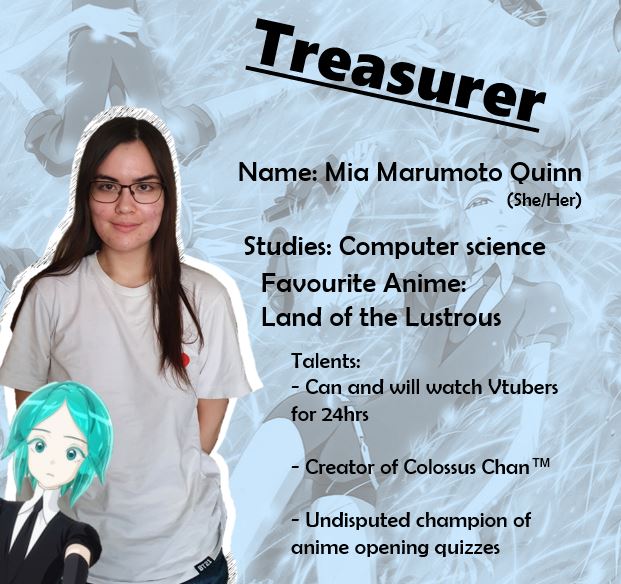 Treasurer
Name: Mia Marumoto Quinn
(She/Her)
Studies: Computer science
Favourite Anime:
Land of the Lustrous
Talents:
- Can and will watch Vtubers
for 24hrs
- Creator of Colossus Chan™
- Undisputed champion of
anime opening quizzes